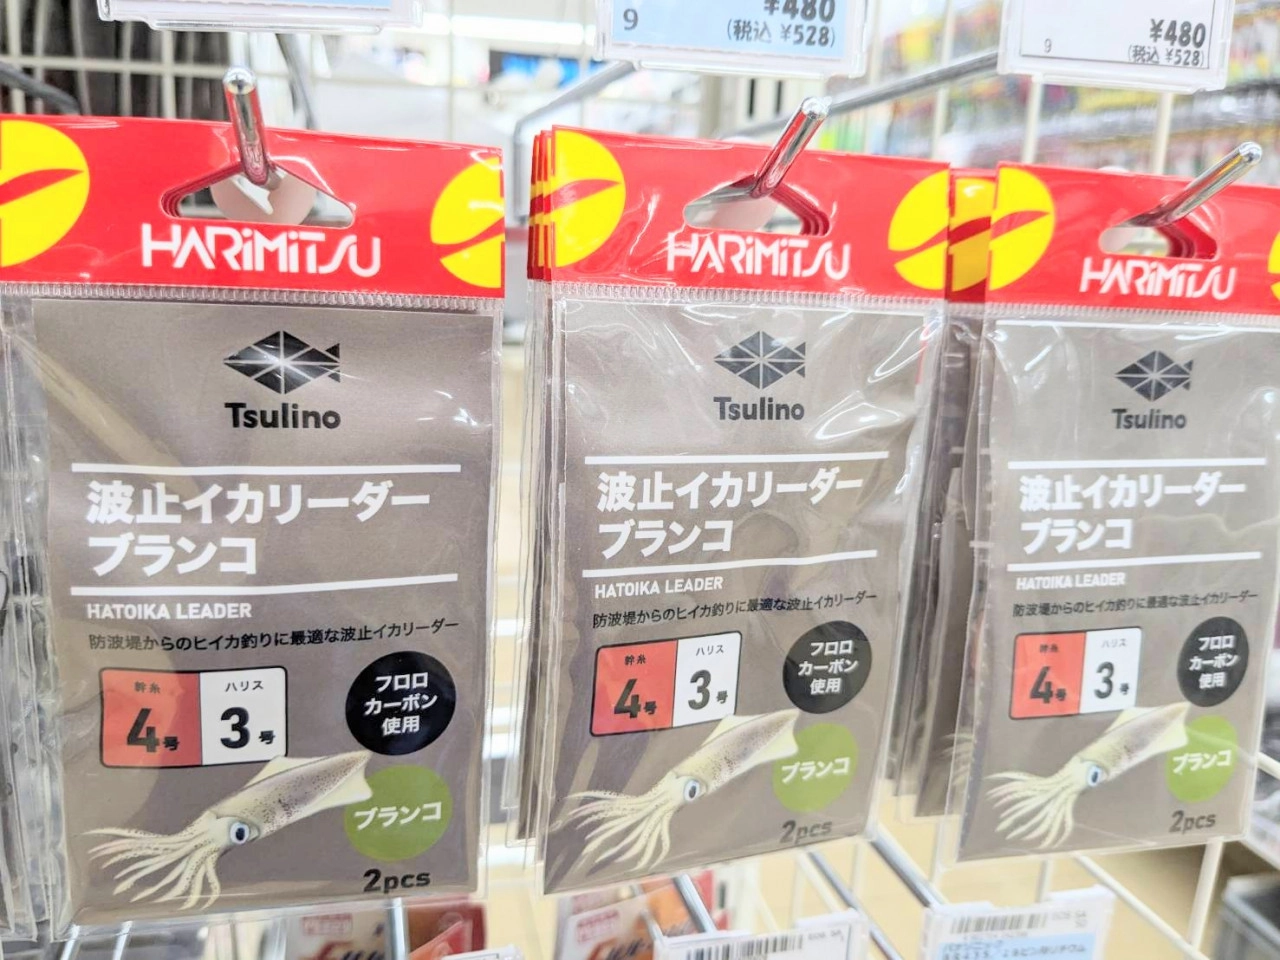 9
¥480
(税込 ¥528)
9
¥480
(税込 ¥528)
HARiMiTSU
Tsulino
波止イカリーダー
ブランコ
HATOIKA LEADER
防波堤からのヒイカ釣りに最適な波止イカリーダー
幹糸
4号
ハリス
3号
フロロ
カーボン
使用
ブランコ
2pcs
HARiMiTSU
Tsulino
波止イカリーダー
ブランコ
HATOIKA LEADER
防波堤からのヒイカ釣りに最適な波止イカリーダー
幹糸
4号
ハリス
3号
フロロ
カーボン
使用
ブランコ
2pcs
HARiMiTSU
Tsulino
波止イカリーダー
ブランコ
HATOIKA LEADER
防波堤からのヒイカ釣りに最適な波止イカリーダー
幹糸
4号
ハリス
3号
フロロ
カーボン
使用
ブランコ
2pcs